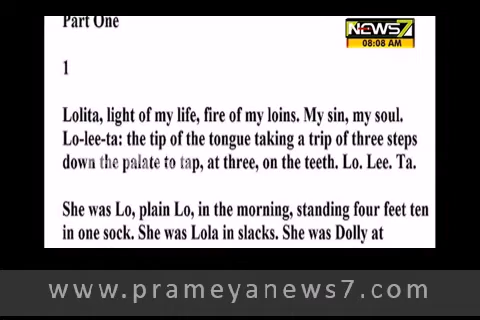 Part One
NEWS7
08:08 AM
1
Lolita, light of my life, fire of my loins. My sin, my soul.
Lo-lee-ta: the tip of the tongue taking a trip of three steps
down the palate to tap, at three, on the teeth. Lo. Lee. Ta.
She was Lo, plain Lo, in the morning, standing four feet ten
in one sock. She was Lola in slacks. She was Dolly at
www.prameyanews7.com